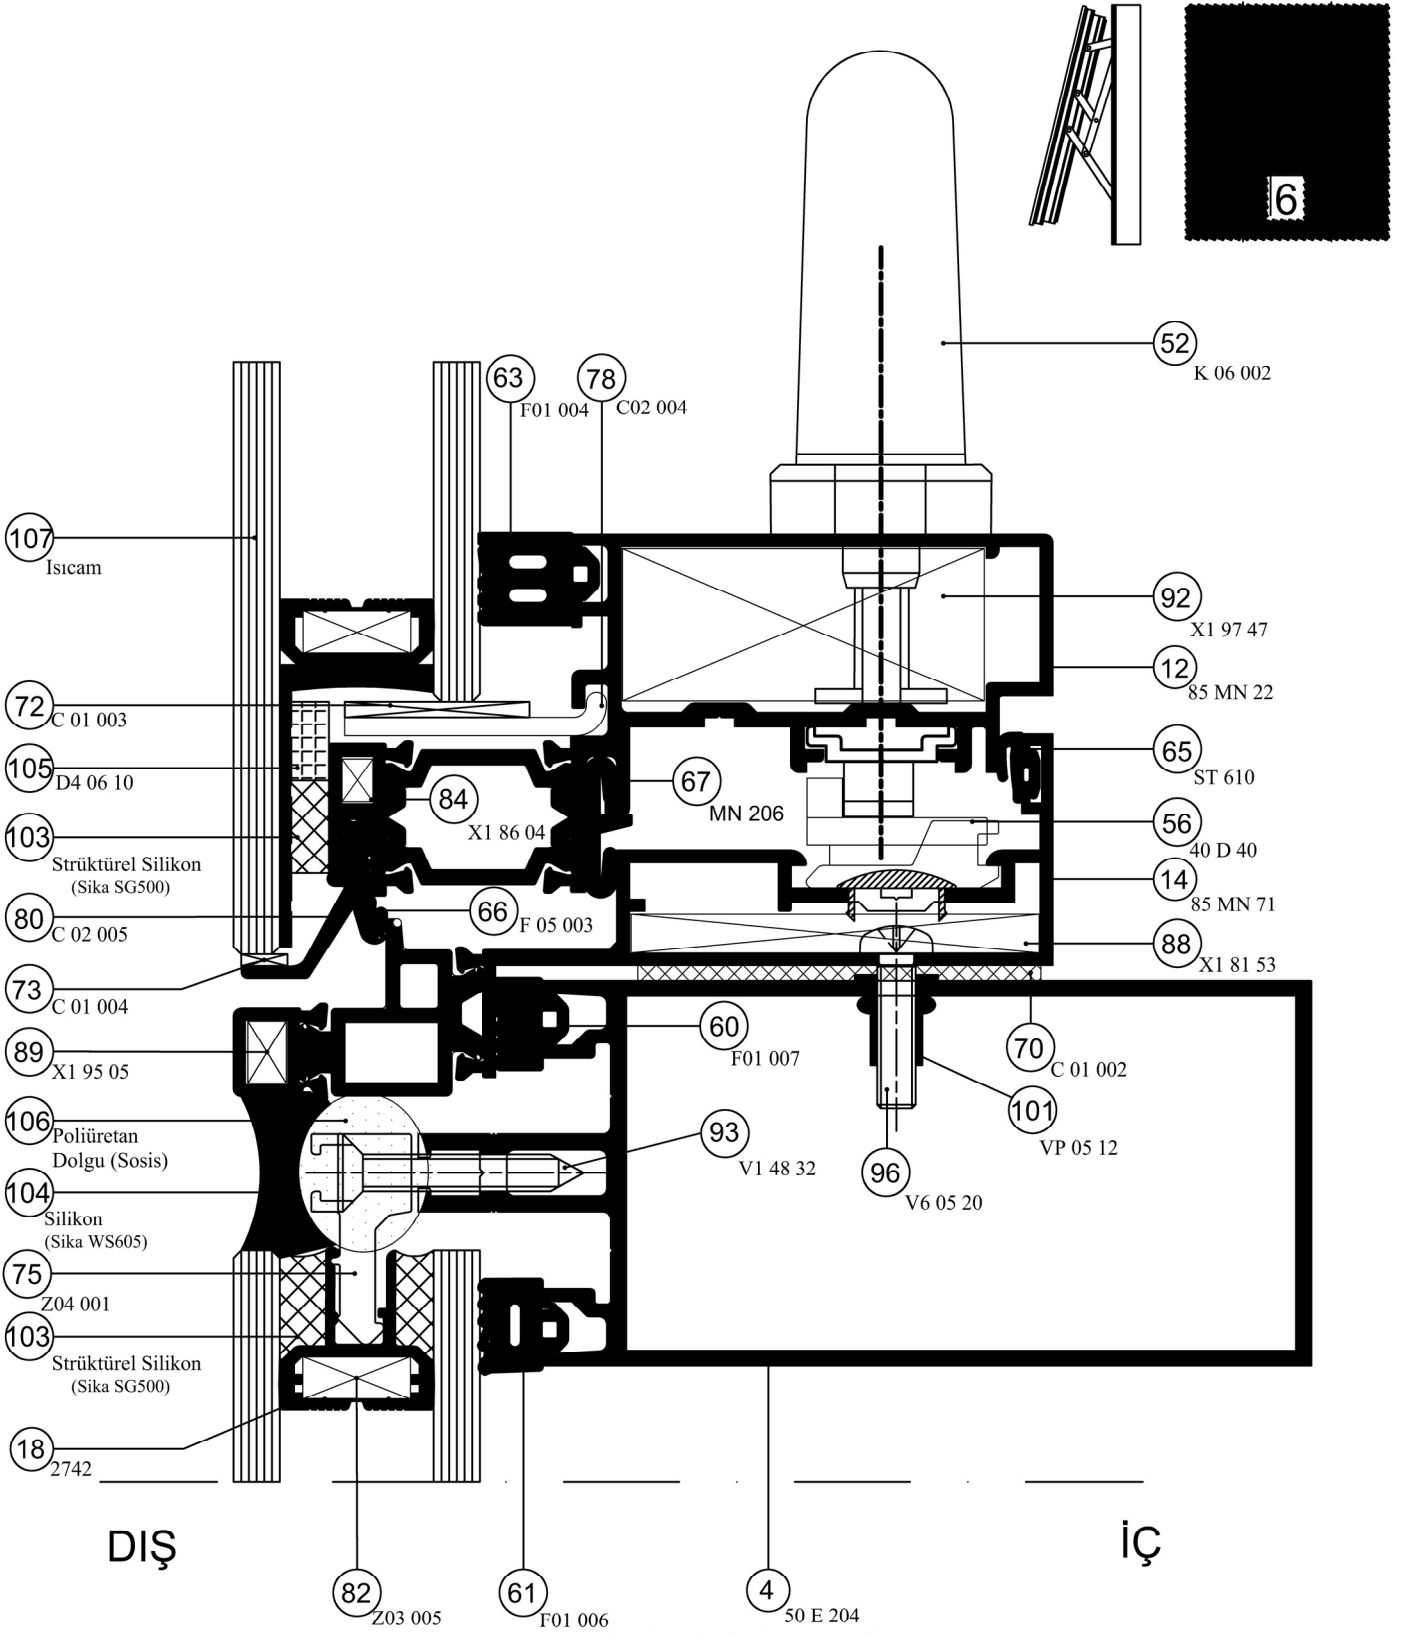 6
52
K 06 002
63
F01 004
78
C02 004
107
Isıcam
92
X1 97 47
12
85 MN 22
72
C 01 003
65
ST 610
105
D4 06 10
67
MN 206
84
X1 86 04
56
40 D 40
103
Strüktürel Silikon
(Sika SG500)
14
85 MN 71
80
C 02 005
66
F 05 003
88
X1 81 53
73
C 01 004
89
X1 95 05
60
F01 007
70
C 01 002
106
Poliüretan
Dolgu (Sosis)
101
VP 05 12
93
V1 48 32
96
V6 05 20
104
Silikon
(Sika WS605)
75
Z04 001
103
Strüktürel Silikon
(Sika SG500)
18
2742
DIŞ
İÇ
82
Z03 005
61
F01 006
4
50 E 204